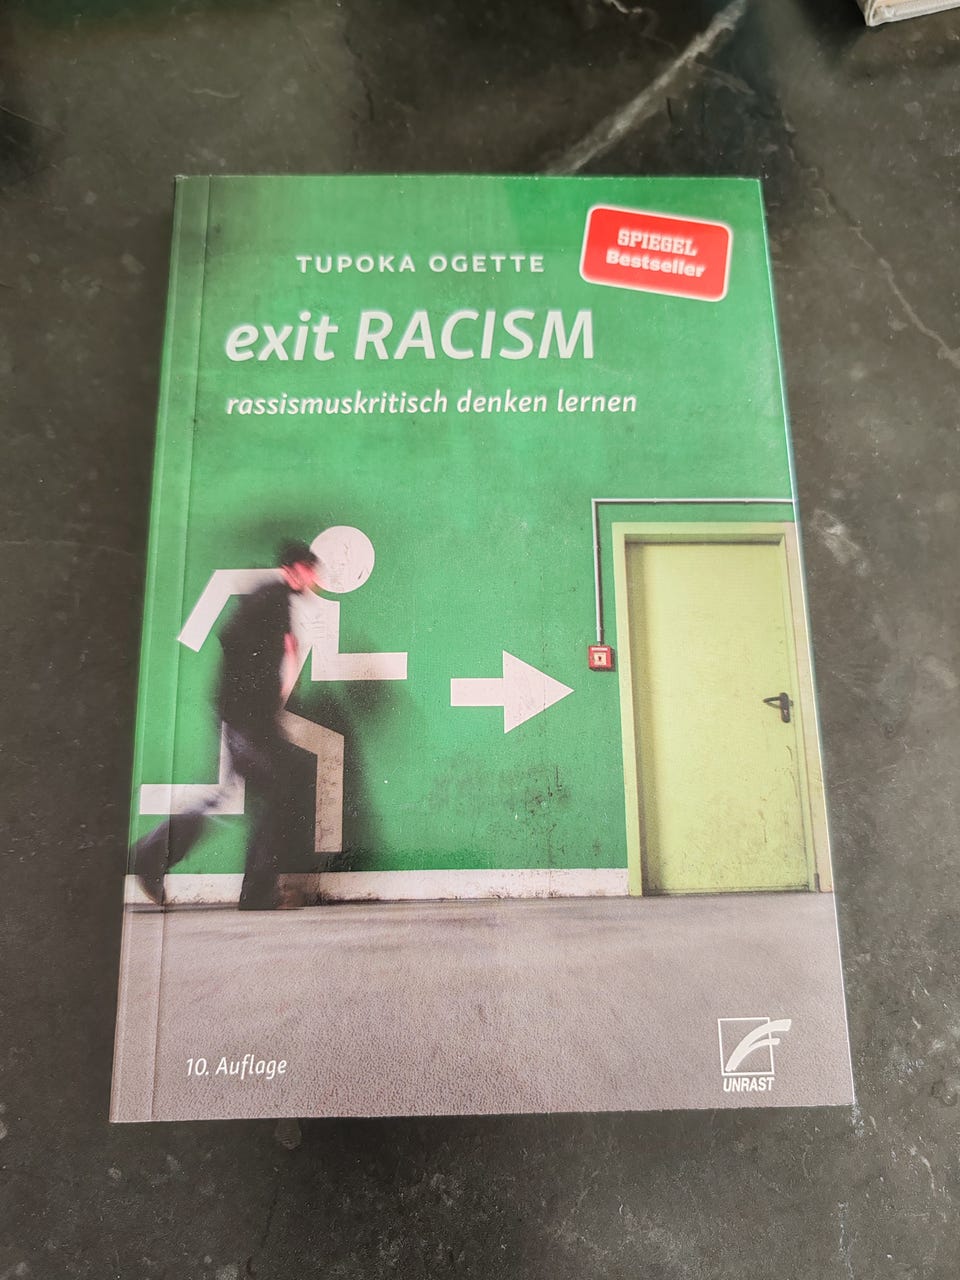 SPIEGEL
Bestseller
TUPOKA OGETTE
exit RACISM
rassismuskritisch denken lernen
10. Auflage
UNRAST